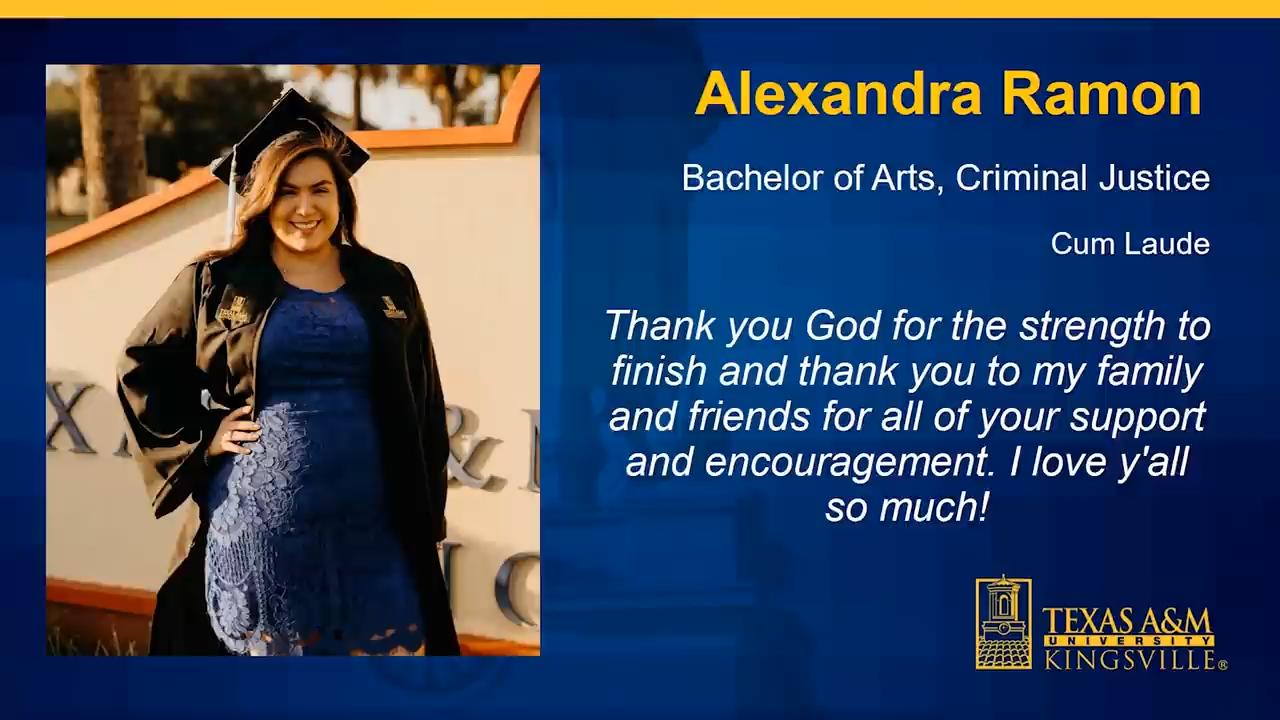 Alexandra Ramon
Bachelor of Arts, Criminal Justice
Cum Laude
Thank you God for the strength to
finish and thank you to my family
and friends for all of your support
and encouragement. I love y'all
so much!
TEXAS A&M
UNIVERSITY
KINGSVILLE®
X
&